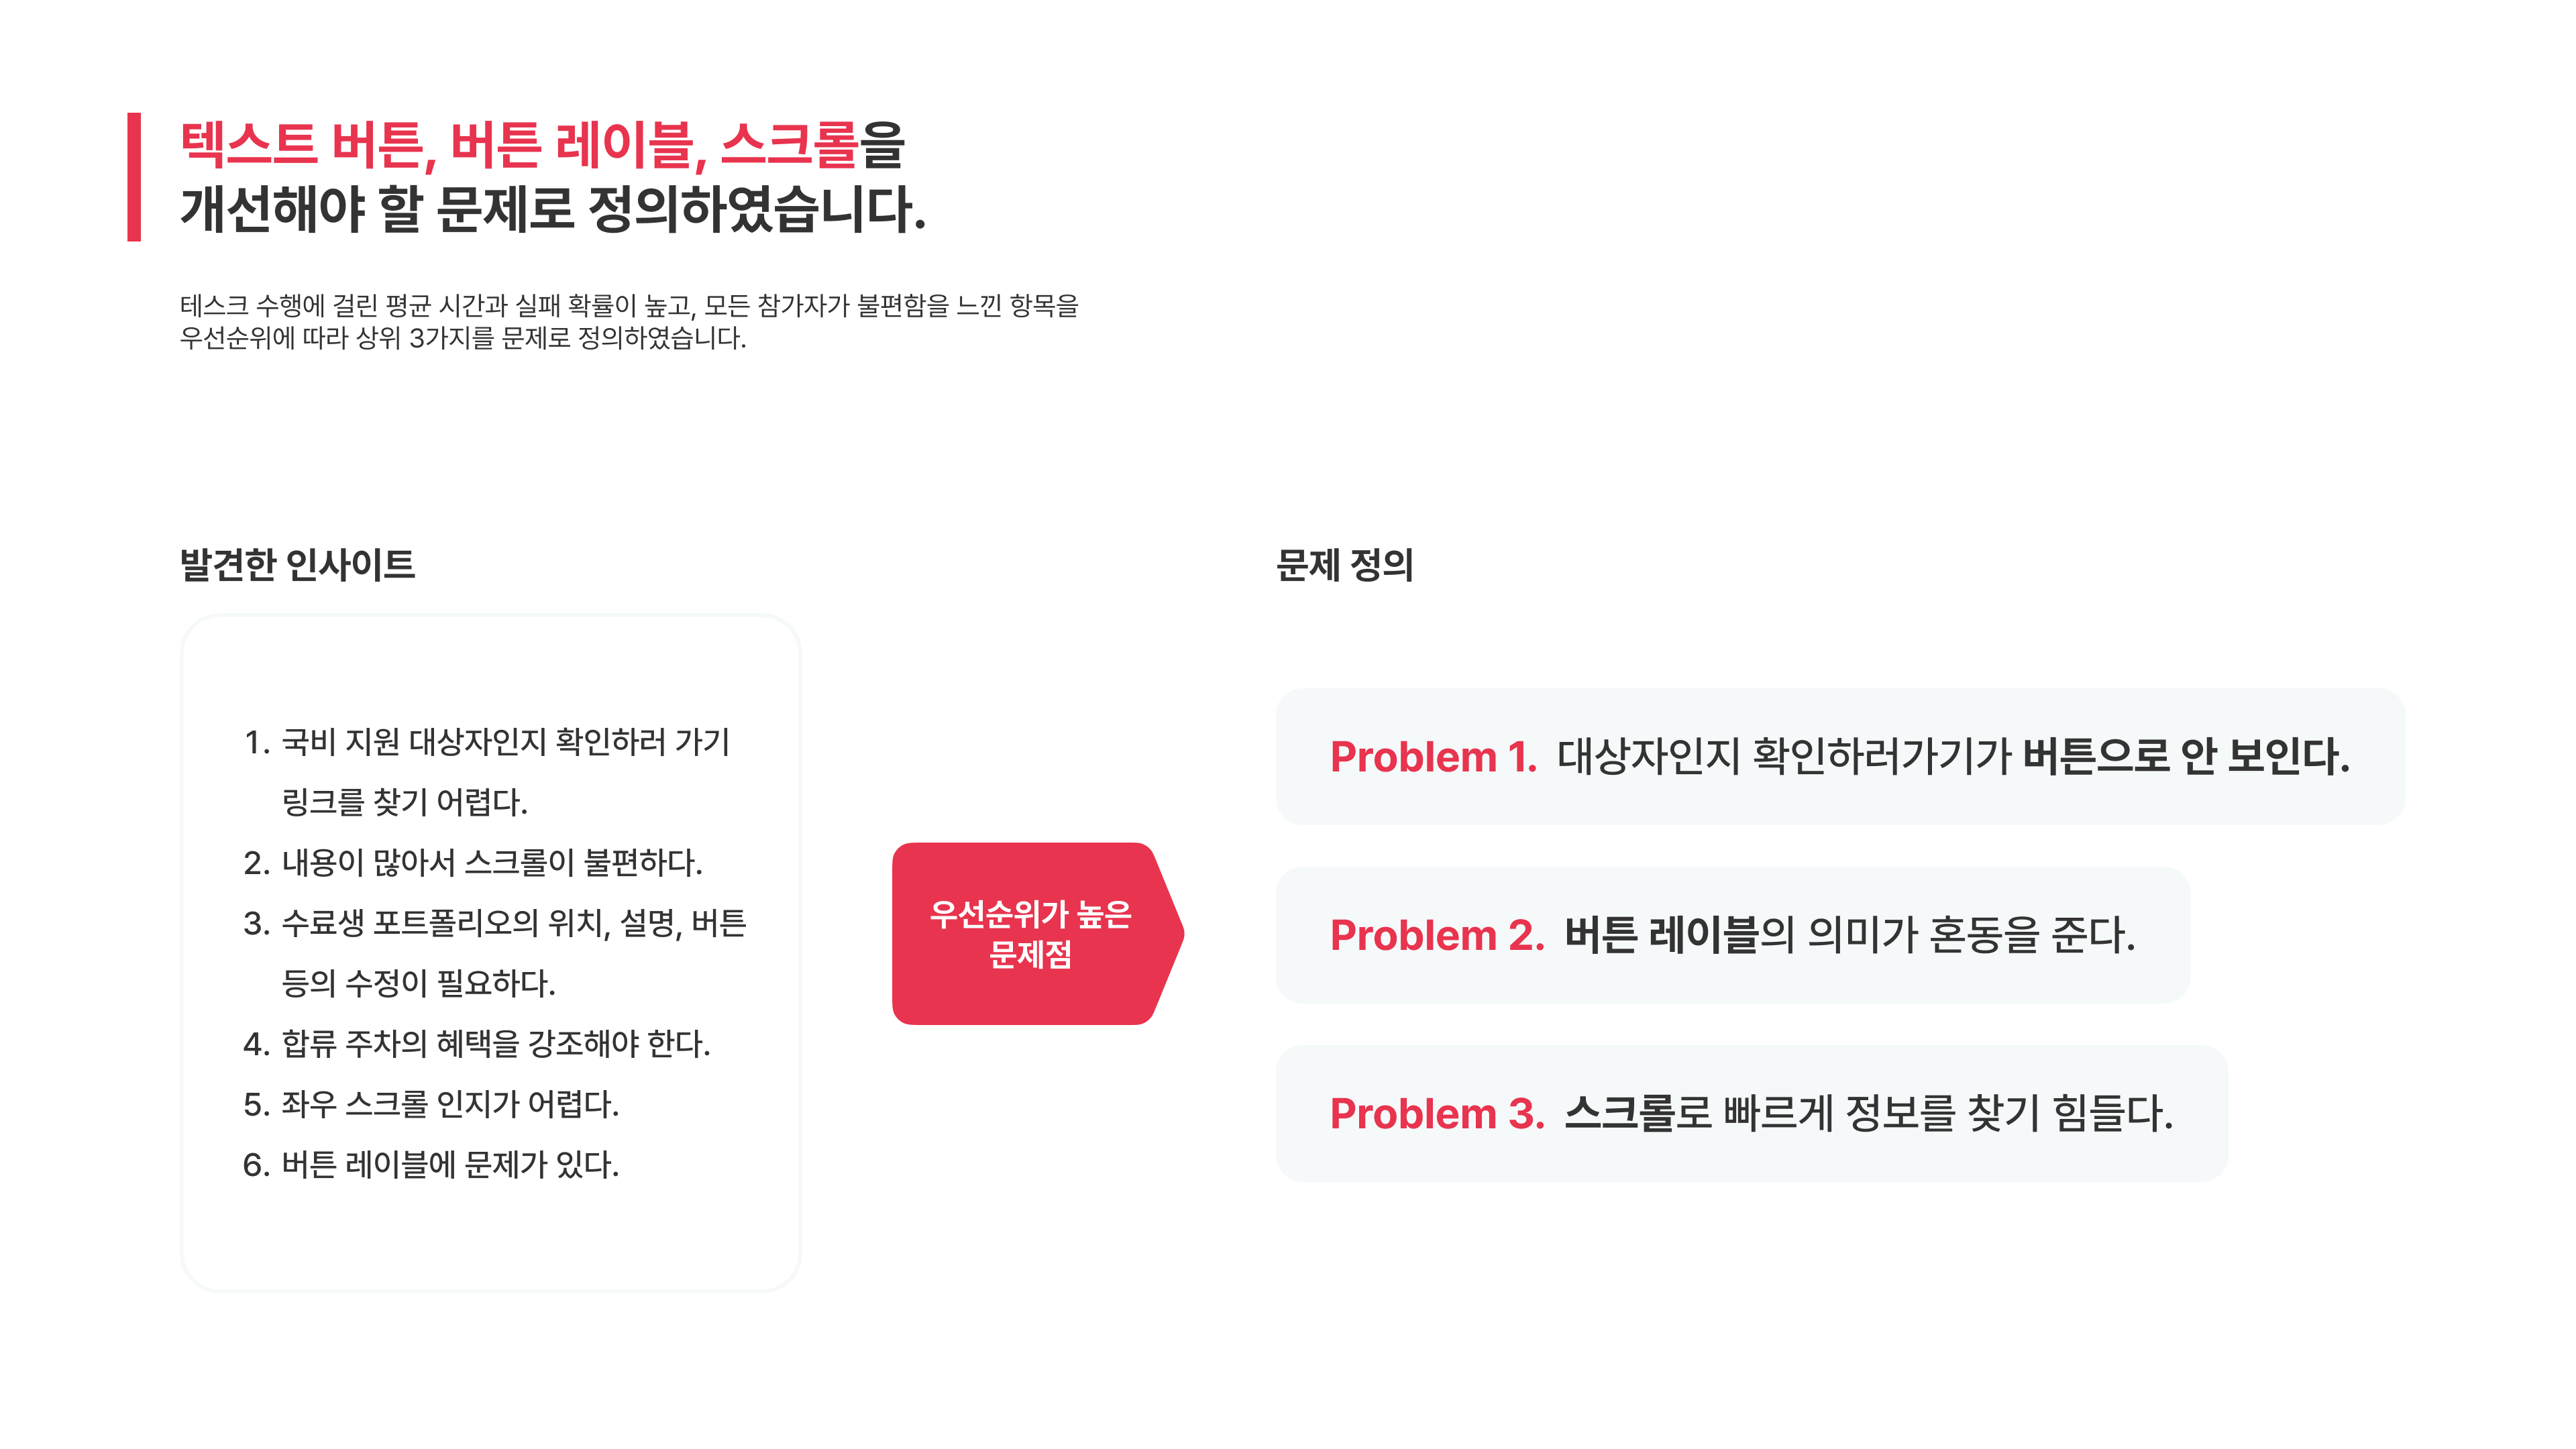 텍스트 버튼, 버튼 레이블, 스크롤을
개선해야 할 문제로 정의하였습니다.
테스크 수행에 걸린 평균 시간과 실패 확률이 높고, 모든 참가자가 불편함을 느낀 항목을
우선순위에 따라 상위 3가지를 문제로 정의하였습니다.
발견한 인사이트
1. 국비 지원 대상자인지 확인하러 가기
링크를 찾기 어렵다.
2. 내용이 많아서 스크롤이 불편하다.
3. 수료생 포트폴리오의 위치, 설명, 버튼
등의 수정이 필요하다.
4. 합류 주차의 혜택을 강조해야 한다.
5. 좌우 스크롤 인지가 어렵다.
6. 버튼 레이블에 문제가 있다.
우선순위가 높은
문제점
문제 정의
Problem 1. 대상자인지 확인하러가기가 버튼으로 안 보인다.
Problem 2. 버튼 레이블의 의미가 혼동을 준다.
Problem 3. 스크롤로 빠르게 정보를 찾기 힘들다.